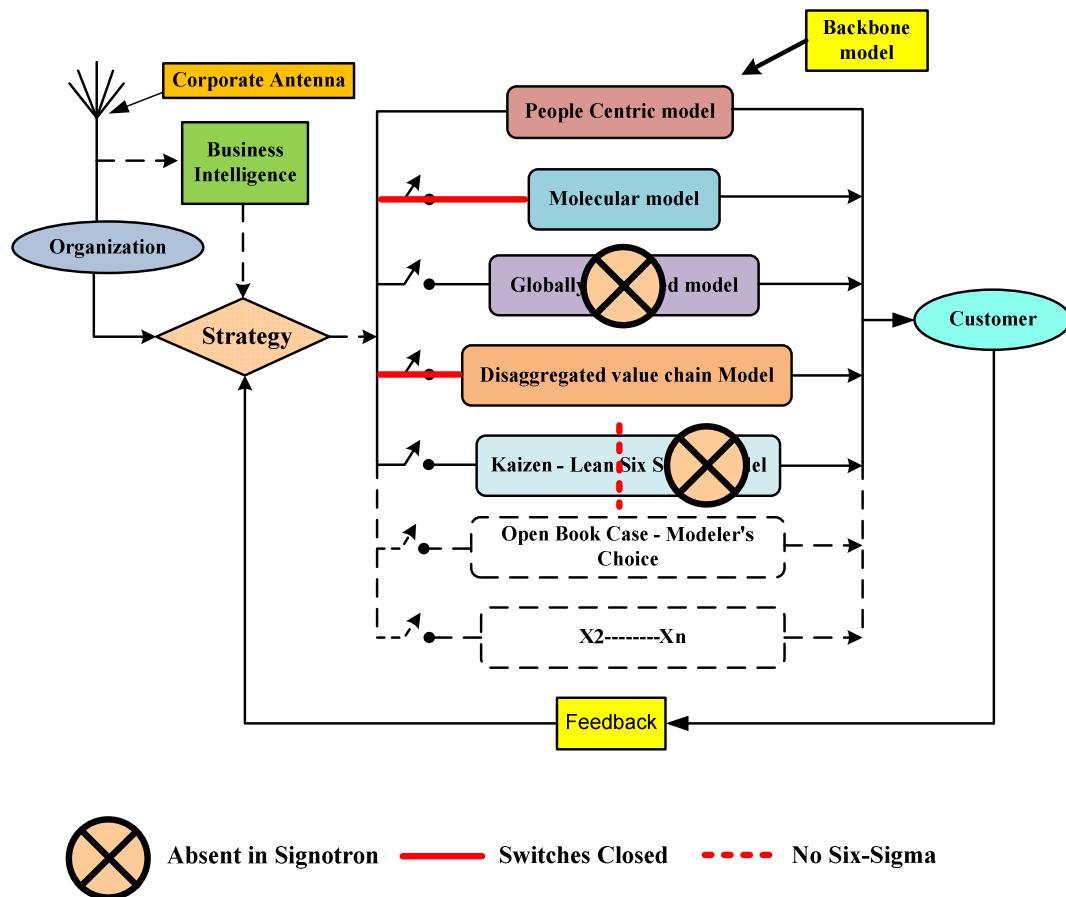 Backbone
model
Corporate Antenna
People Centric model
Business
Intelligence
Molecular model
Organization
Globally model
Customer
Strategy
Disaggregated value chain Model
Kaizen - Lean Six
Open Book Case - Modeler's
Choice
X2--------Xn
Feedback
Absent in Signotron
Switches Closed
No Six-Sigma